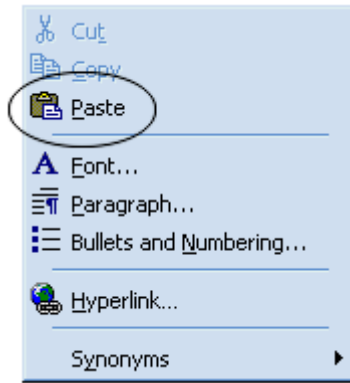 Cut
Copy
Paste
Font...
Paragraph...
Bullets and Numbering...
Hyperlink...
Synonyms